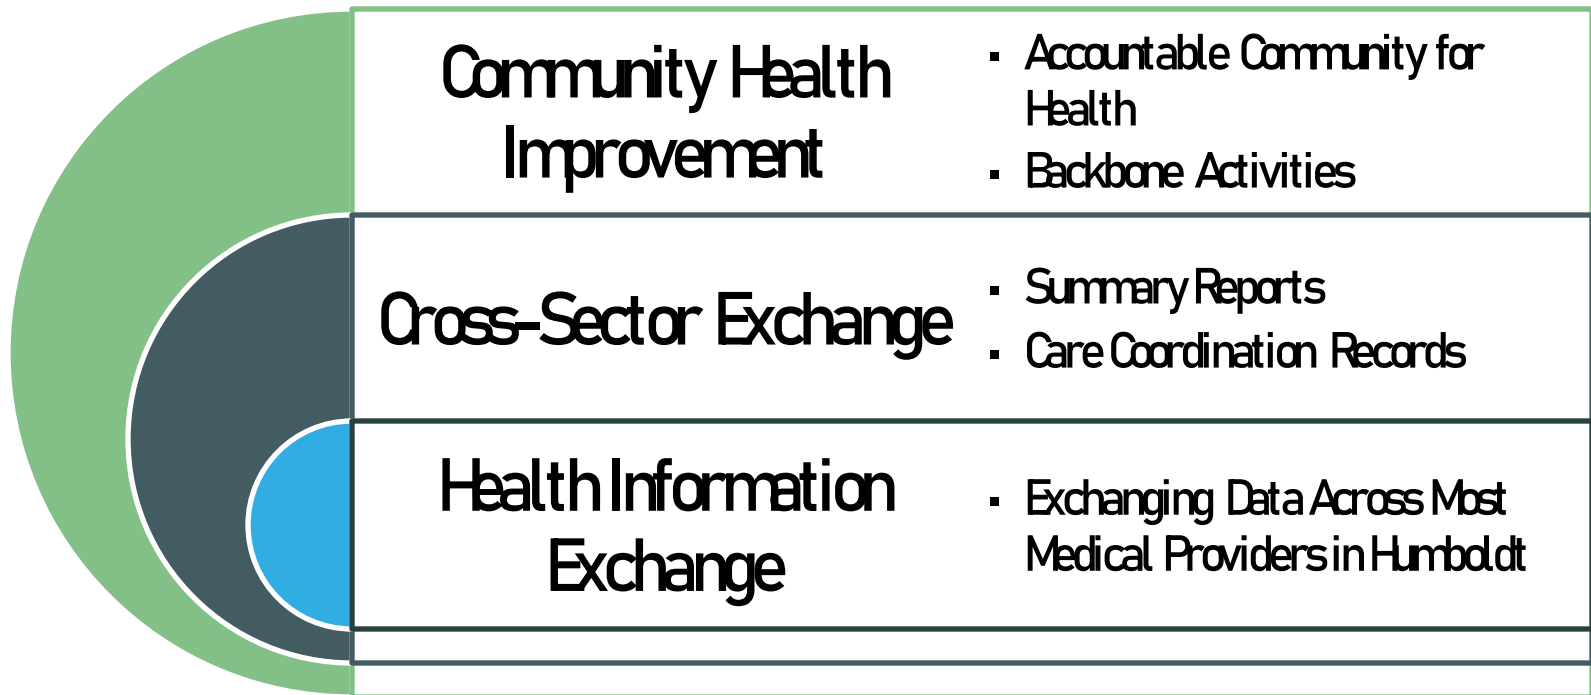 Community Health
Improvement
▪ Accountable Community for
Health
▪ Backbone Activities
Cross-Sector Exchange
▪ Summary Reports
▪ Care Coordination Records
Health Information
Exchange
▪ Exchanging Data Across Most
Medical Providers in Humboldt